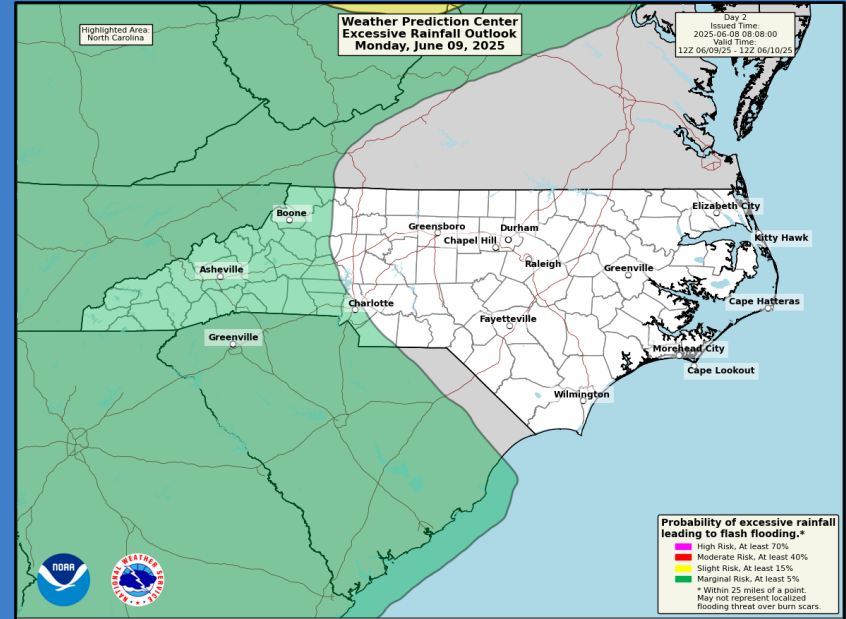 Highlighted Area:
North Carolina
Weather Prediction Center
Excessive Rainfall Outlook
Monday, June 09, 2025
Day 2
Issued Time:
2025-06-08 08:08:00
Valid Time:
12Z 06/09/25 - 12Z 06/10/25
Boone
Elizabeth City
Greensboro
Durham
Chapel Hill
Kitty Hawk
Raleigh
Asheville
Greenville
Charlotte
Cape Hatteras
Fayetteville
Greenville
Morehead City
Cape Lookout
Wilmington
Probability of excessive rainfall
leading to flash flooding.*
High Risk, At least 70%
Moderate Risk, At least 40%
Slight Risk, At least 15%
Marginal Risk, At least 5%
* Within 25 miles of a point.
May not represent localized
flooding threat over burn scars.
NOAA
NATIONAL WEATHER SERVICE